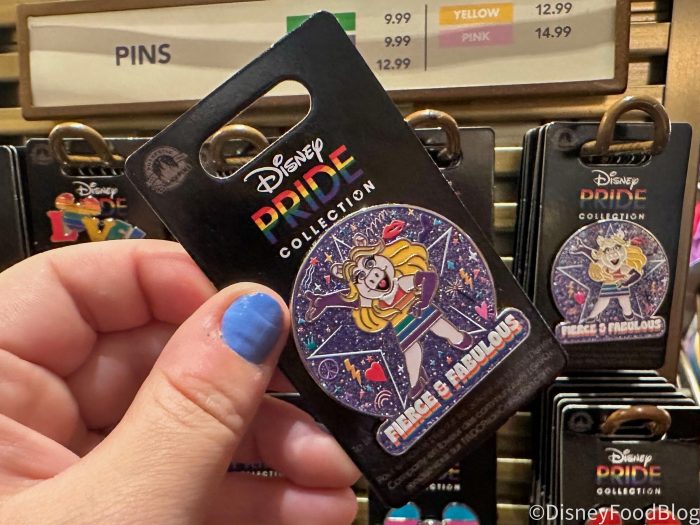 PINS
9.99
9.99
12.99
YELLOW 12.99
PINK 14.99
Disney
PRIDE
COLLECTION
FIERCE & FABULOUS
Disney
PRIDE
LOVE
Disney
PRIDE
COLLECTION
FIERCE & FABULOUS
Disney
PRIDE
COLLECTION
©DisneyFoodBlog